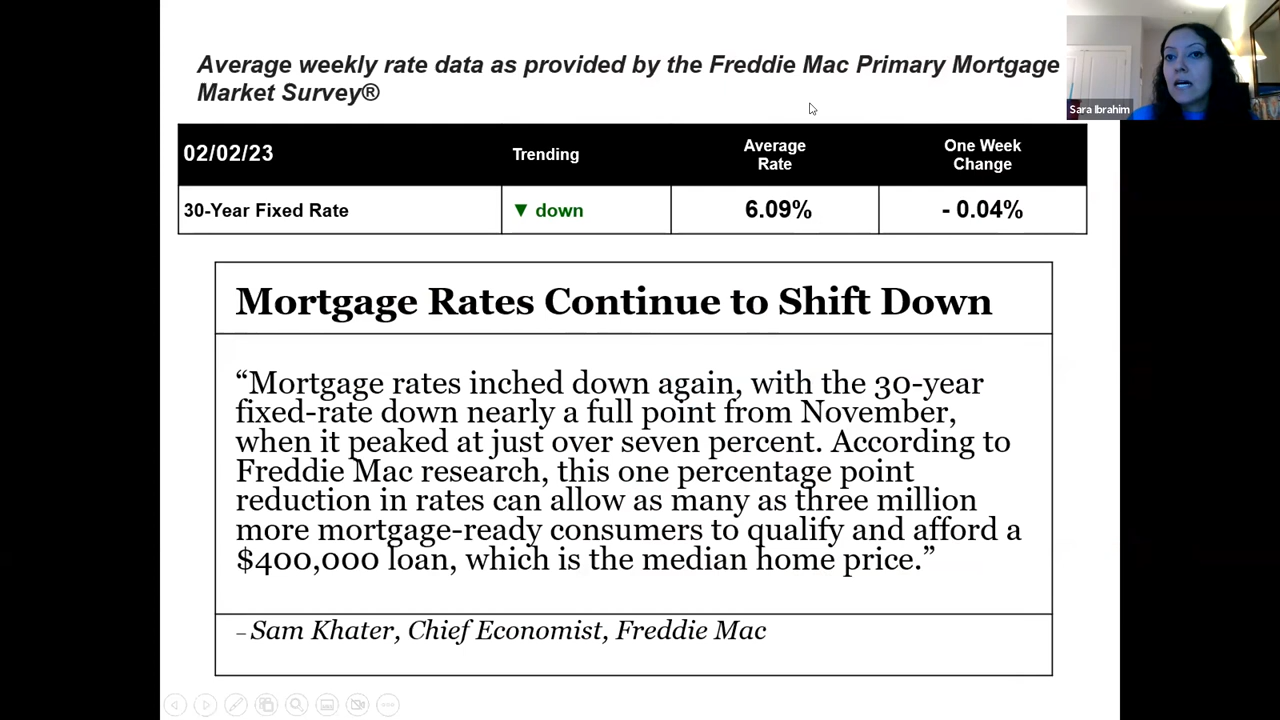 Average weekly rate data as provided by the Freddie Mac Primary Mortgage
Market Survey®
Sara Ibrahim
02/02/23 Trending Average Rate One Week Change
30-Year Fixed Rate ▼ down 6.09% - 0.04%
Mortgage Rates Continue to Shift Down
“Mortgage rates inched down again, with the 30-year
fixed-rate down nearly a full point from November,
when it peaked at just over seven percent. According to
Freddie Mac research, this one percentage point
reduction in rates can allow as many as three million
more mortgage-ready consumers to qualify and afford a
$400,000 loan, which is the median home price.”
– Sam Khater, Chief Economist, Freddie Mac